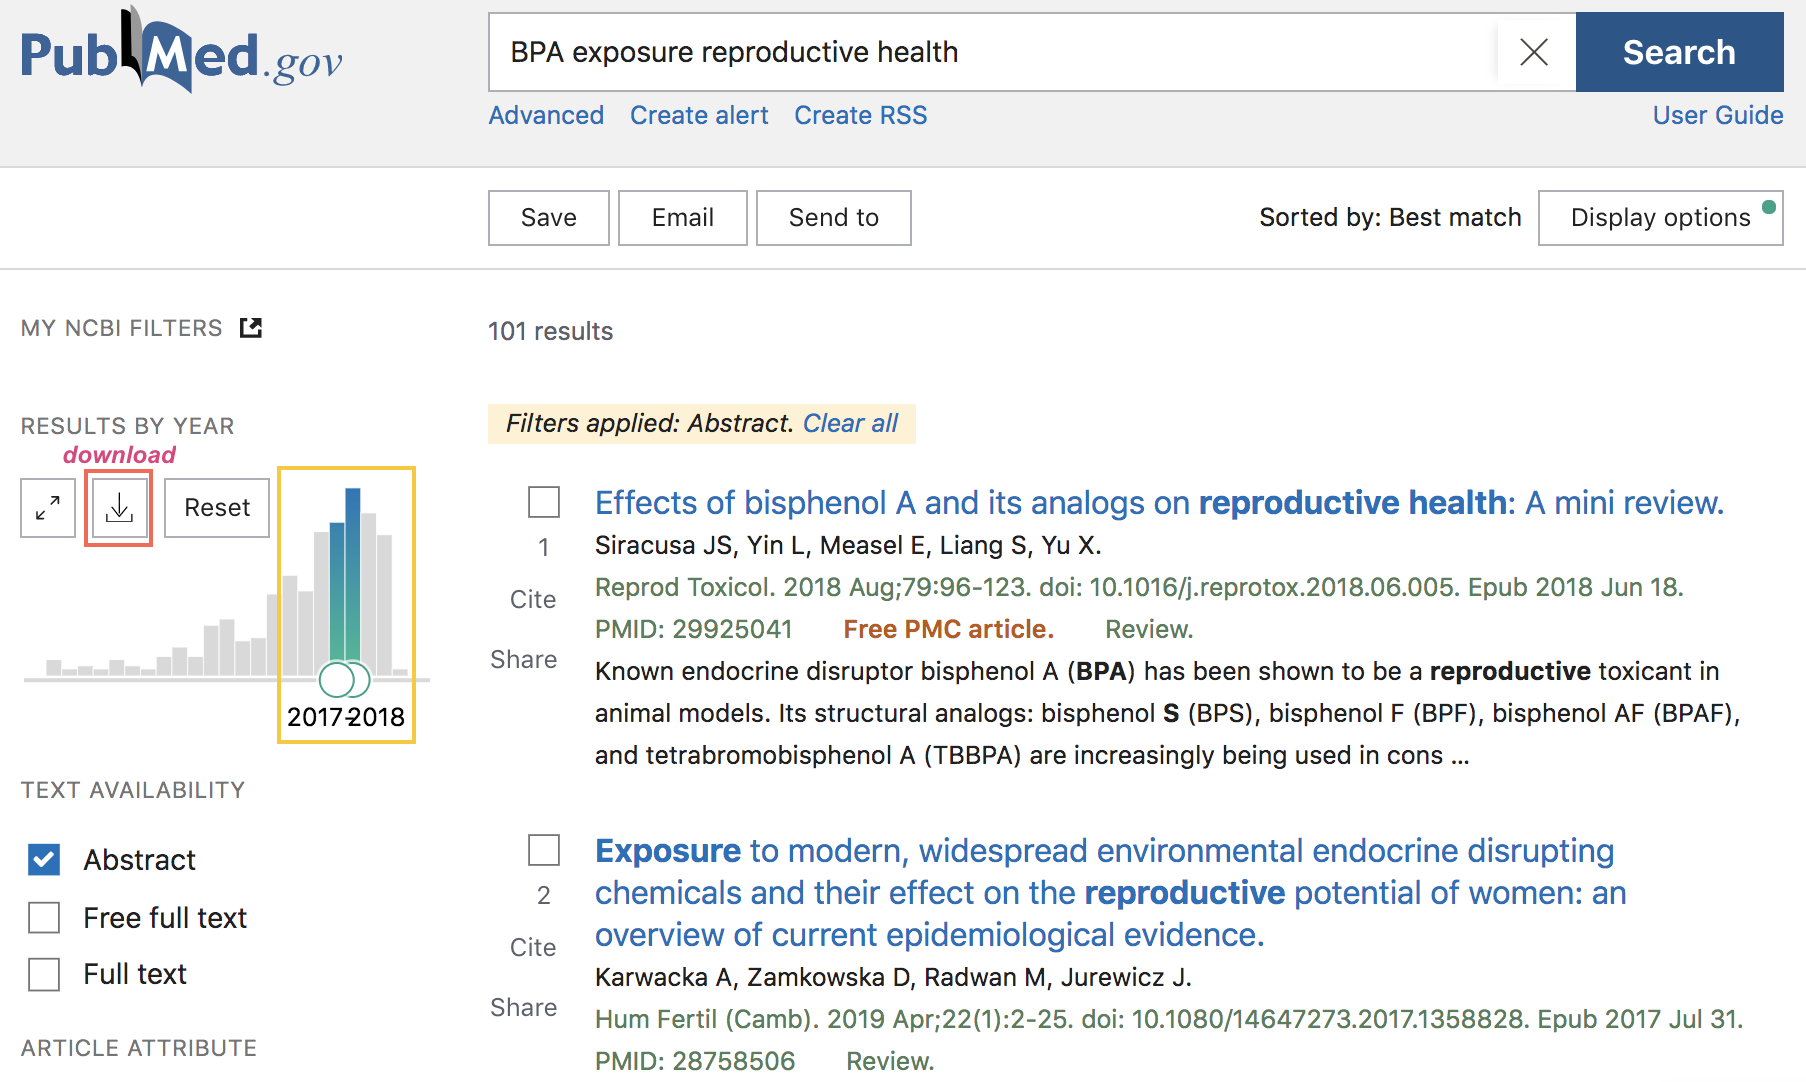 PubMed.gov
BPA exposure reproductive health
Search
Advanced Create alert Create RSS
User Guide
Save Email Send to
Sorted by: Best match Display options
MY NCBI FILTERS
101 results
RESULTS BY YEAR
download
Reset
2017-2018
Filters applied: Abstract. Clear all
TEXT AVAILABILITY
Abstract
Free full text
Full text
ARTICLE ATTRIBUTE
Effects of bisphenol A and its analogs on reproductive health: A mini review.
1
Siracusa JS, Yin L, Measel E, Liang S, Yu X.
Cite
Reprod Toxicol. 2018 Aug;79:96-123. doi: 10.1016/j.reprotox.2018.06.005. Epub 2018 Jun 18.
PMID: 29925041 Free PMC article. Review.
Share
Known endocrine disruptor bisphenol A (BPA) has been shown to be a reproductive toxicant in
animal models. Its structural analogs: bisphenol S (BPS), bisphenol F (BPF), bisphenol AF (BPAF),
and tetrabromobisphenol A (TBBPA) are increasingly being used in cons ...
Exposure to modern, widespread environmental endocrine disrupting
2
chemicals and their effect on the reproductive potential of women: an
Cite
overview of current epidemiological evidence.
Karwacka A, Zamkowska D, Radwan M, Jurewicz J.
Share
Hum Fertil (Camb). 2019 Apr;22(1):2-25. doi: 10.1080/14647273.2017.1358828. Epub 2017 Jul 31.
PMID: 28758506 Review.